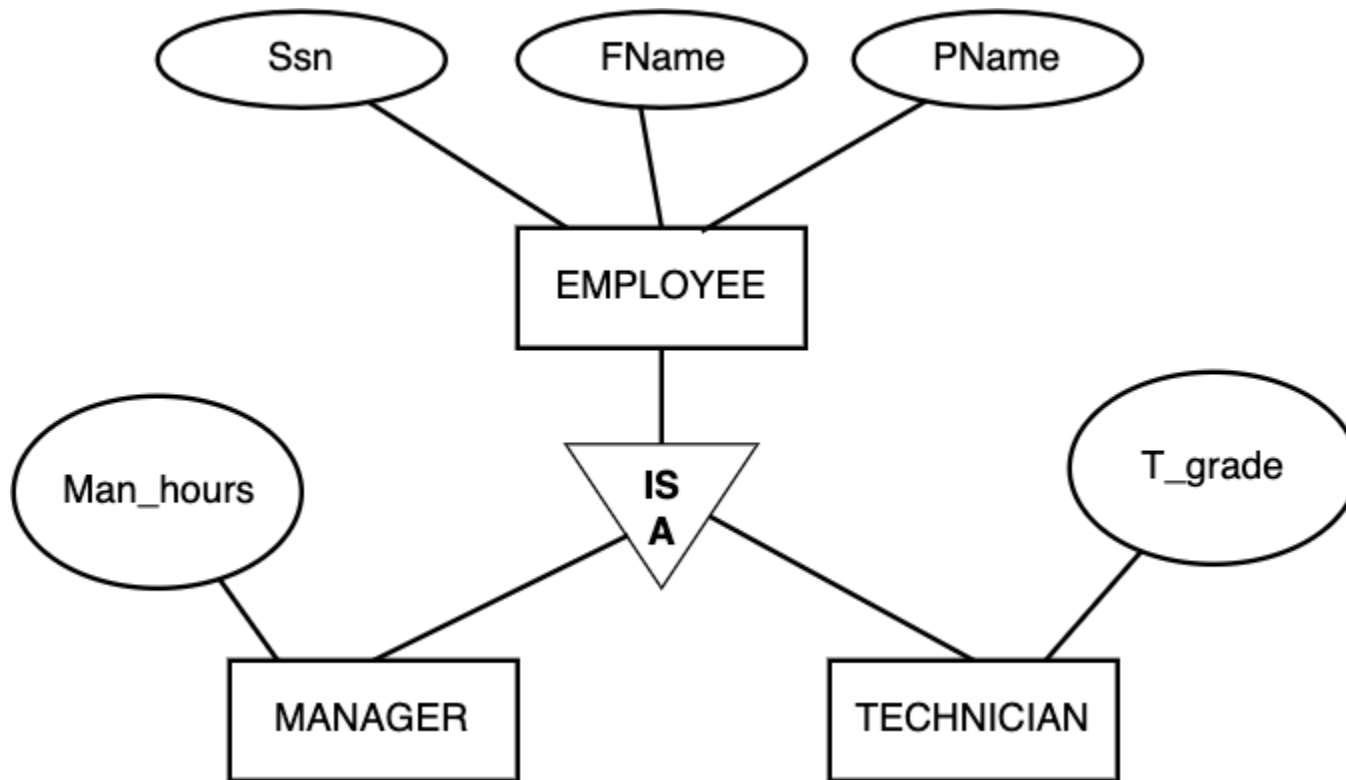 Ssn
FName
PName
EMPLOYEE
Man_hours
IS
A
T_grade
MANAGER
TECHNICIAN